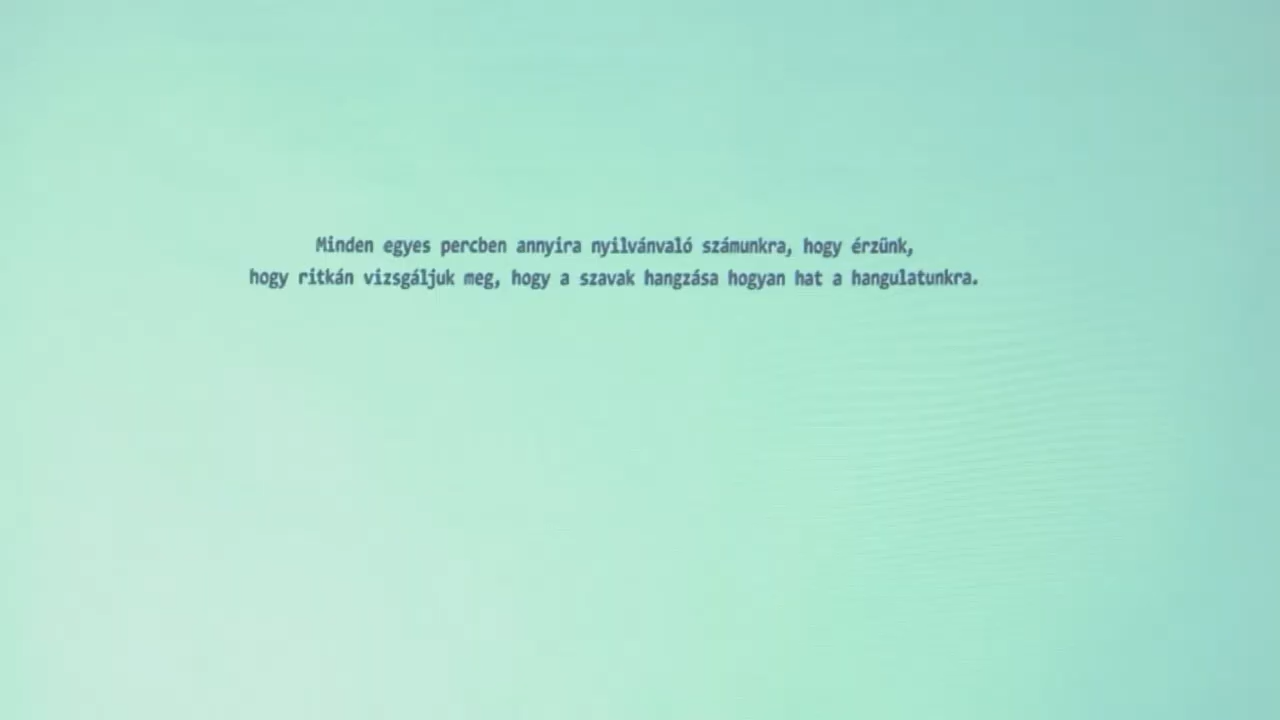 Minden egyes percben annyira nyilvánvaló számunkra, hogy érzünk,
hogy ritkán vizsgáljuk meg, hogy a szavak hangzása hogyan hat a hangulatunkra.